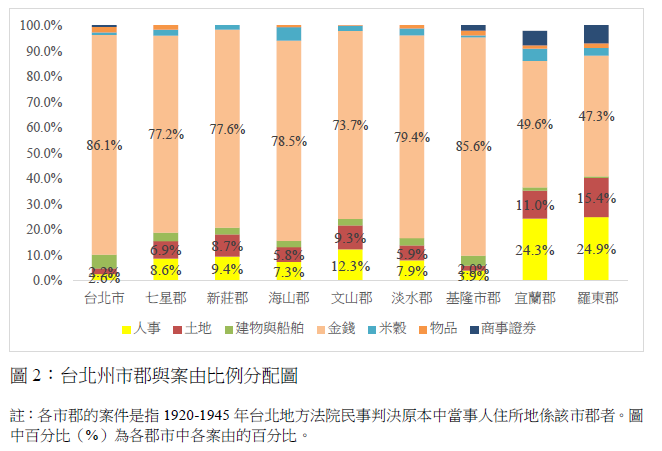 100.0%
90.0%
80.0%
70.0%
60.0%
50.0%
40.0%
30.0%
20.0%
10.0%
0.0%
86.1% 77.2% 77.6% 78.5% 73.7% 79.4% 85.6% 49.6% 47.3%
2.2% 6.9% 8.7% 5.8% 9.3% 5.9% 2.0% 11.0% 15.4%
2.6% 8.6% 9.4% 7.3% 12.3% 7.9% 3.9% 24.3% 24.9%
台北市 七星郡 新莊郡 海山郡 文山郡 淡水郡 基隆市郡 宜蘭郡 羅東郡
人事 土地 建物與船舶 金錢 米穀 物品 商事證券
圖 2：台北州市郡與案由比例分配圖
註：各市郡的案件是指 1920-1945 年台北地方法院民事判決原本中當事人住所地係該市郡者。圖
中百分比（%）為各郡市中各案由的百分比。